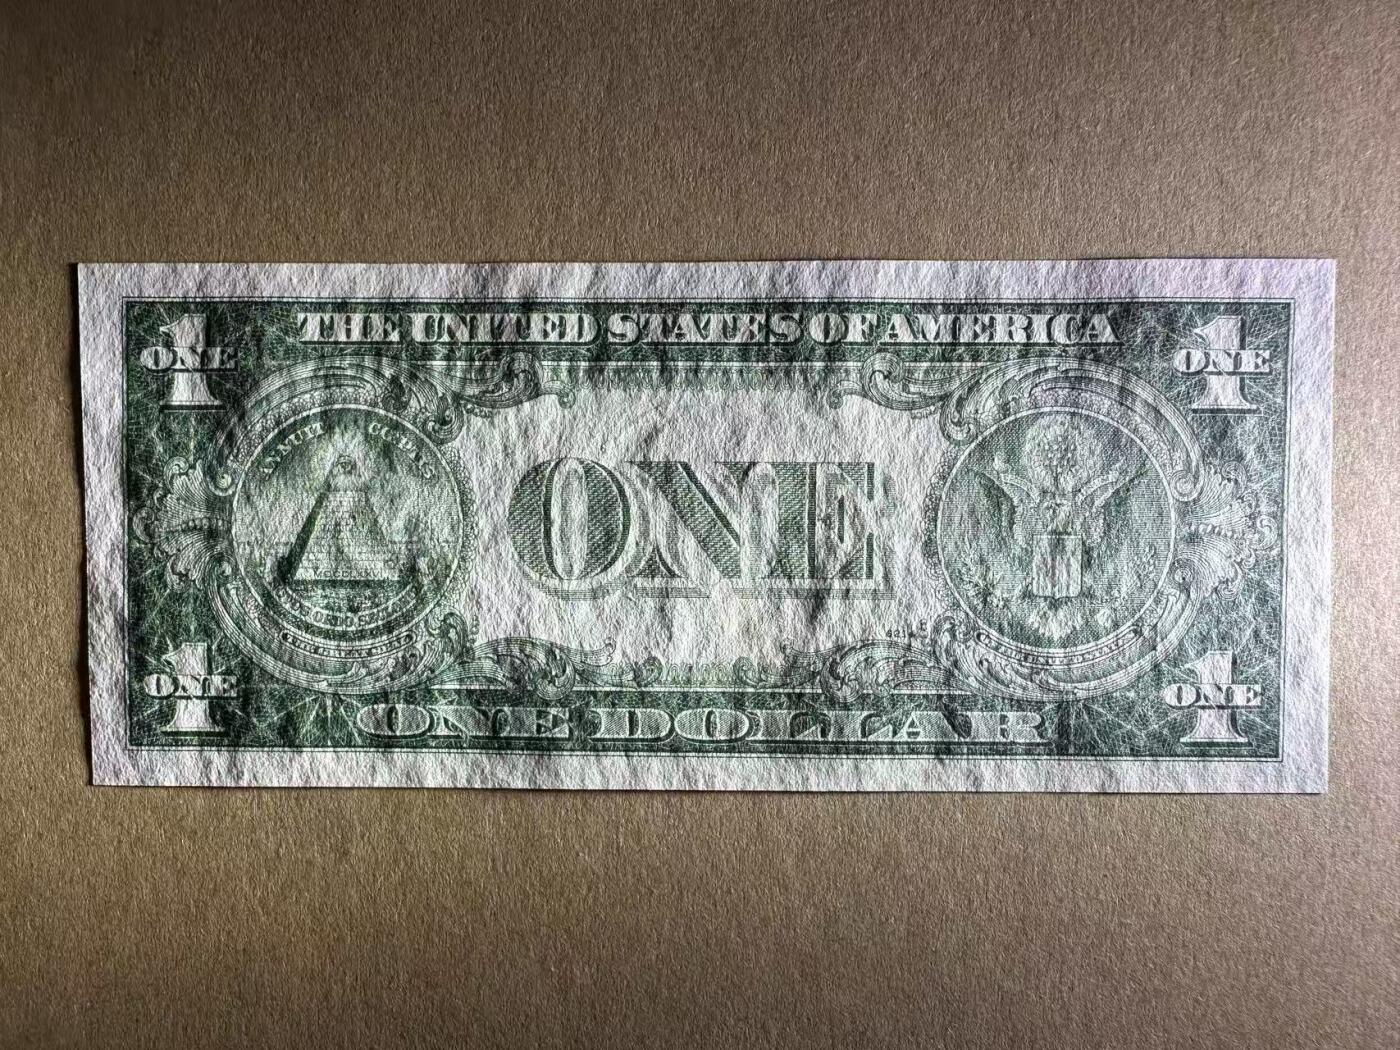 THE UNITED STATES OF AMERICA
1
ONE
1
ONE
ANNUIT COEPTIS
ONE
1
ONE
1
ONE
ONE DOLLAR